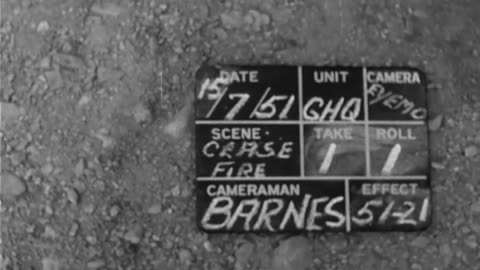 DATE UNIT CAMERA
15/7/51 GHQ EYEMO
SCENE· TAKE ROLL
CEASE FIRE 1 1
CAMERAMAN EFFECT
BARNES 51-21